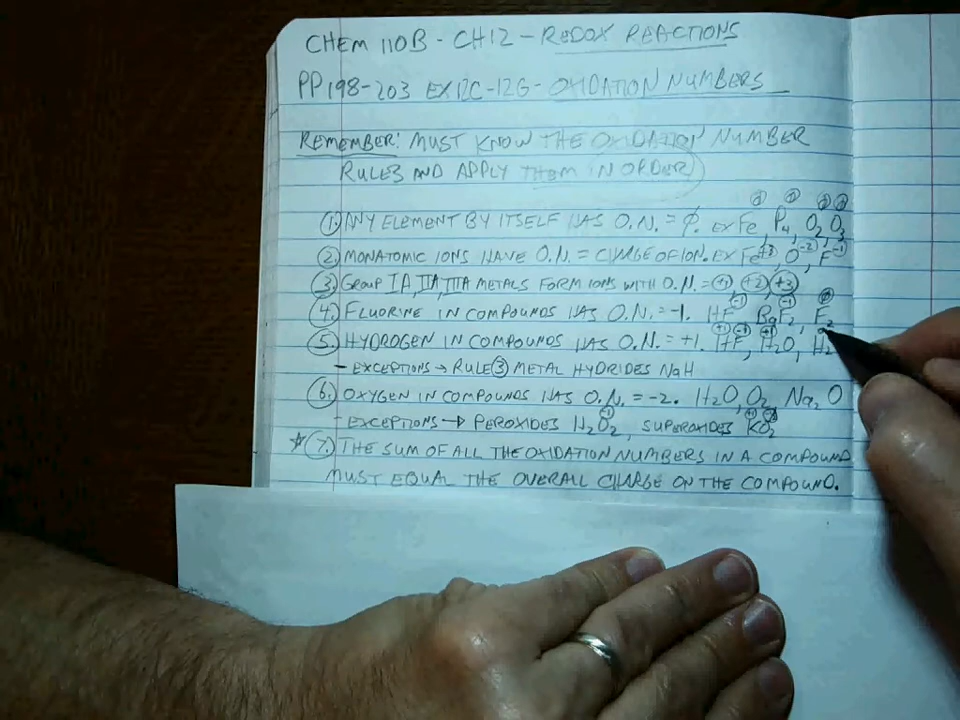 CHEM 110B - CH12 - REDOX REACTIONS
PP198-203 EX12C-12G - OXIDATION NUMBERS
REMEMBER: MUST KNOW THE OXIDATION NUMBER
RULES AND APPLY THEM IN ORDER
① ANY ELEMENT BY ITSELF HAS O.N. = ∅. EX Fe, P₄, O₂, O₃
② MONATOMIC IONS HAVE O.N. = CHARGE OF ION. EX Fe⁺³, O⁻², F⁻¹
③ GROUP IA, IIA, IIIA METALS FORM IONS WITH O.N. = +1, +2, +3
④ FLUORINE IN COMPOUNDS HAS O.N. = -1. HF, BaF₂, F₂
⑤ HYDROGEN IN COMPOUNDS HAS O.N. = +1. HF, H₂O, H₂
- EXCEPTIONS → RULE ③ METAL HYDRIDES NaH
⑥ OXYGEN IN COMPOUNDS HAS O.N. = -2. H₂O, O₂, Na₂O
- EXCEPTIONS → PEROXIDES H₂O₂, SUPEROXIDES KO₂
☆ ⑦ THE SUM OF ALL THE OXIDATION NUMBERS IN A COMPOUND
MUST EQUAL THE OVERALL CHARGE ON THE COMPOUND.